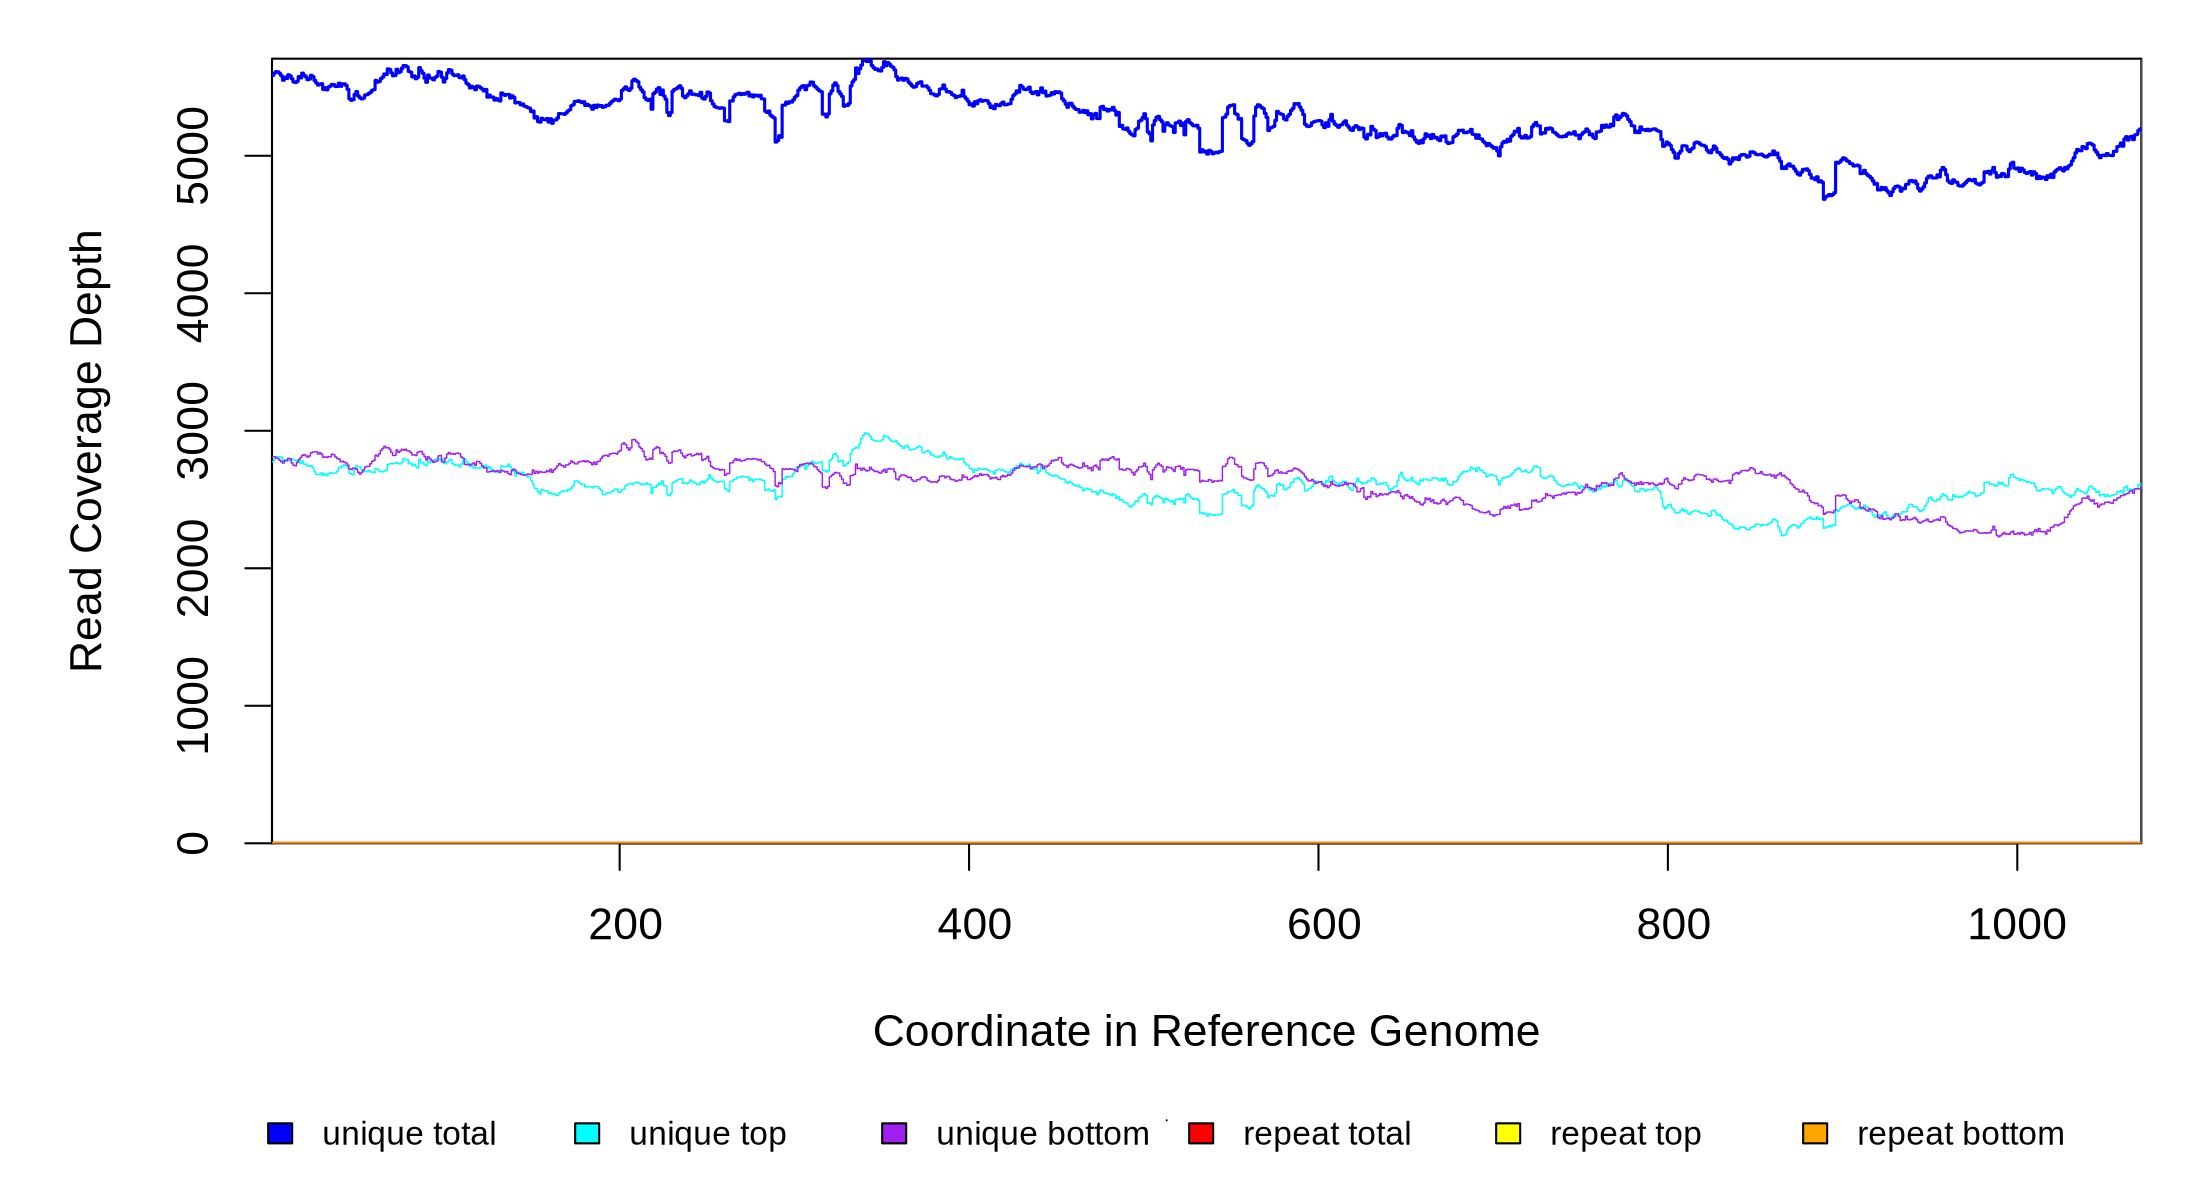 Read Coverage Depth
5000
4000
3000
2000
1000
0
200 400 600 800 1000
Coordinate in Reference Genome
unique total unique top unique bottom repeat total repeat top repeat bottom